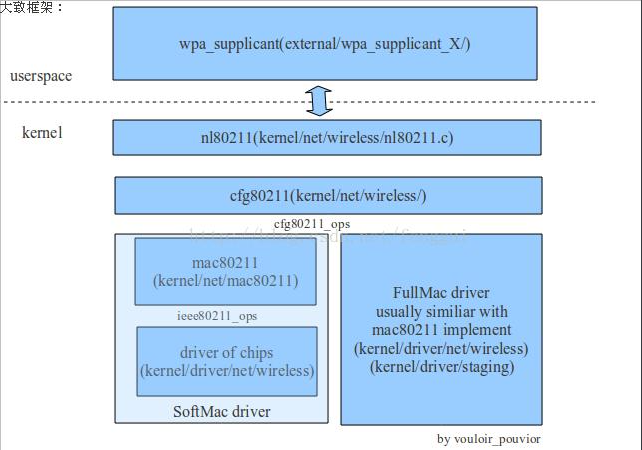 大致框架：
wpa_supplicant(external/wpa_supplicant_X/)
userspace
kernel
nl80211(kernel/net/wireless/nl80211.c)
cfg80211(kernel/net/wireless/)
cfg80211_ops
mac80211
(kernel/net/mac80211)
ieee80211_ops
driver of chips
(kernel/driver/net/wireless)
SoftMac driver
FullMac driver
usually similiar with
mac80211 implement
(kernel/driver/net/wireless)
(kernel/driver/staging)
by vouloir_pouvior